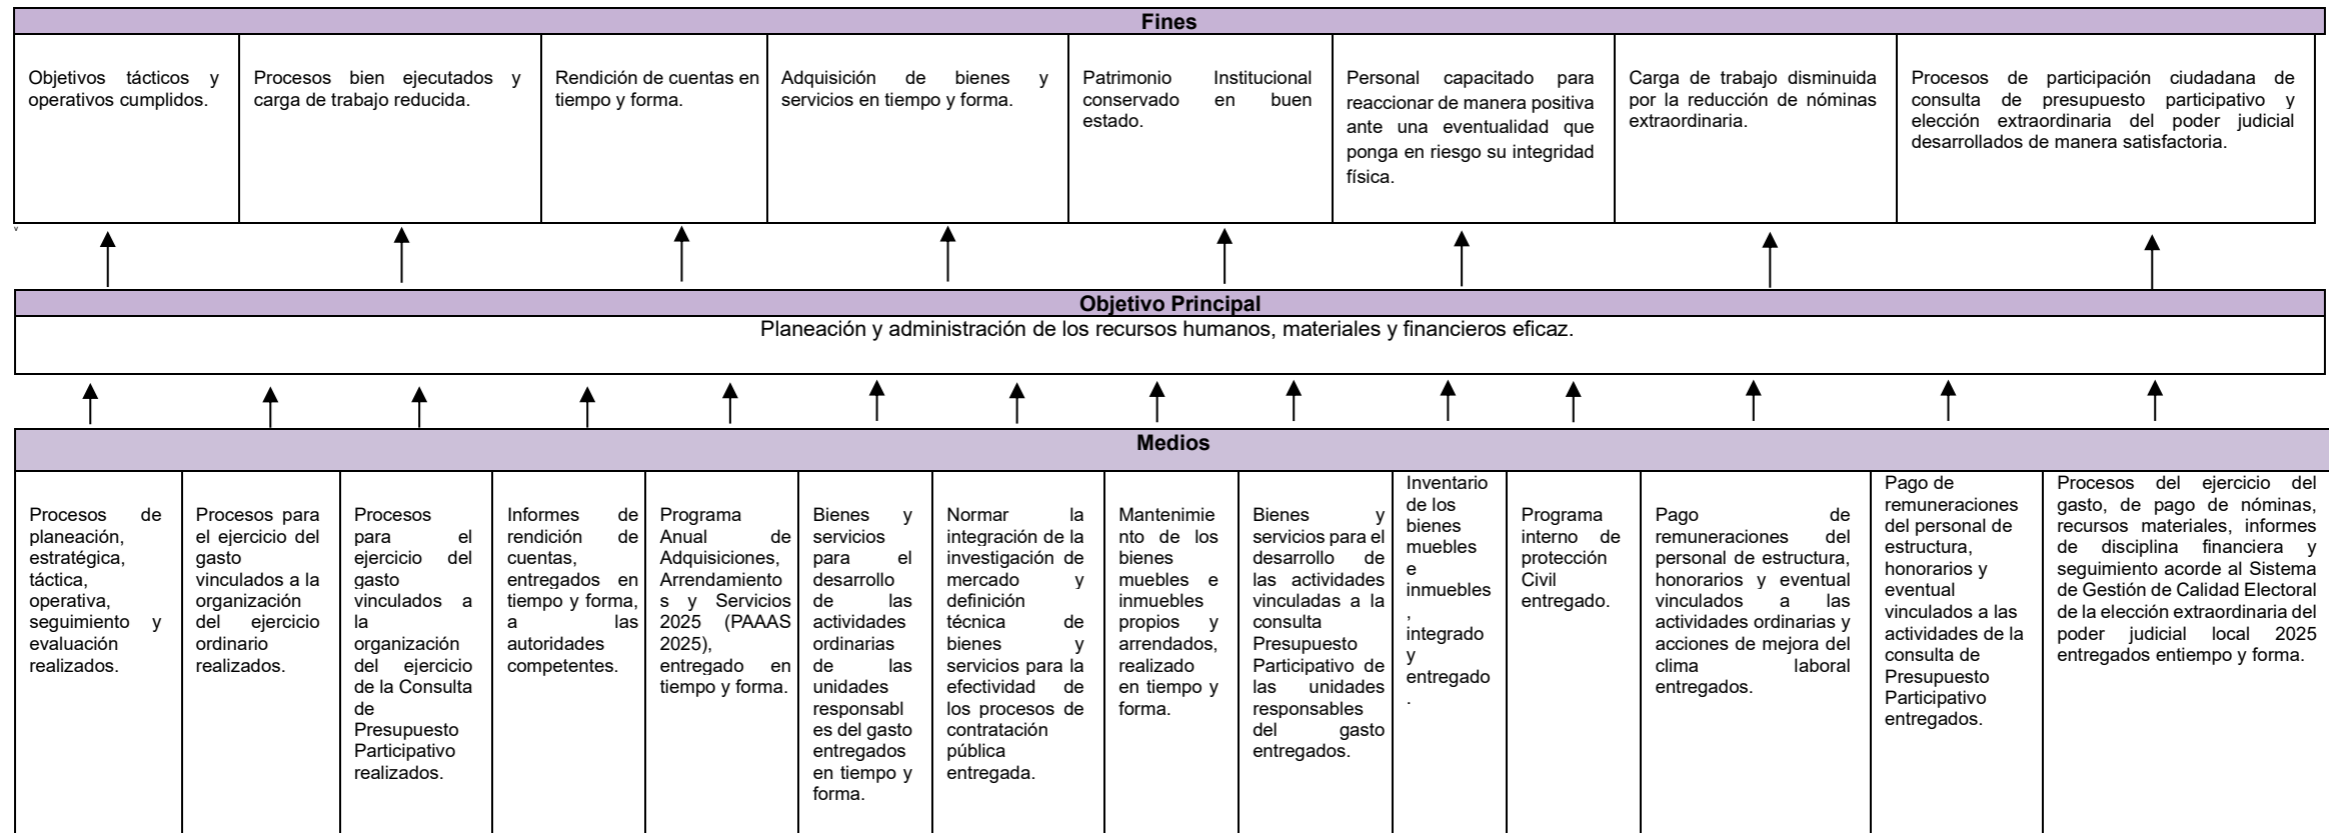 Fines
Objetivos tácticos y
operativos cumplidos.
Procesos bien ejecutados y
carga de trabajo reducida.
Rendición de cuentas en
tiempo y forma.
Adquisición de bienes y
servicios en tiempo y forma.
Patrimonio Institucional
conservado en buen
estado.
Personal capacitado para
reaccionar de manera positiva
ante una eventualidad que
ponga en riesgo su integridad
física.
Carga de trabajo disminuida
por la reducción de nóminas
extraordinaria.
Procesos de participación ciudadana de
consulta de presupuesto participativo y
elección extraordinaria del poder judicial
desarrollados de manera satisfactoria.
v
Objetivo Principal
Planeación y administración de los recursos humanos, materiales y financieros eficaz.
Medios
Procesos de
planeación,
estratégica,
táctica,
operativa,
seguimiento y
evaluación
realizados.
Procesos para
el ejercicio del
gasto
vinculados a la
organización
del ejercicio
ordinario
realizados.
Procesos
para el
ejercicio del
gasto
vinculados a
la
organización
del ejercicio
de la Consulta
de
Presupuesto
Participativo
realizados.
Informes de
rendición de
cuentas,
entregados en
tiempo y forma,
a las
autoridades
competentes.
Programa
Anual de
Adquisiciones,
Arrendamiento
s y Servicios
2025 (PAAAS
2025),
entregado en
tiempo y forma.
Bienes y
servicios
para el
desarrollo
de las
actividades
ordinarias
de las
unidades
responsabl
es del gasto
entregados
en tiempo y
forma.
Normar la
integración de la
investigación de
mercado y
definición
técnica de
bienes y
servicios para la
efectividad de
los procesos de
contratación
pública
entregada.
Mantenimie
nto de los
bienes
muebles e
inmuebles
propios y
arrendados,
realizado
en tiempo y
forma.
Bienes y
servicios para el
desarrollo de
las actividades
vinculadas a la
consulta
Presupuesto
Participativo de
las unidades
responsables
del gasto
entregados.
Inventario
de los
bienes
muebles
e
inmuebles
,
integrado
y
entregado
.
Programa
interno de
protección
Civil
entregado.
Pago de
remuneraciones del
personal de estructura,
honorarios y eventual
vinculados a las
actividades ordinarias y
acciones de mejora del
clima laboral
entregados.
Pago de
remuneraciones
del personal de
estructura,
honorarios y
eventual
vinculados a las
actividades de la
consulta de
Presupuesto
Participativo
entregados.
Procesos del ejercicio del
gasto, de pago de nóminas,
recursos materiales, informes
de disciplina financiera y
seguimiento acorde al Sistema
de Gestión de Calidad Electoral
de la elección extraordinaria del
poder judicial local 2025
entregados entiempo y forma.